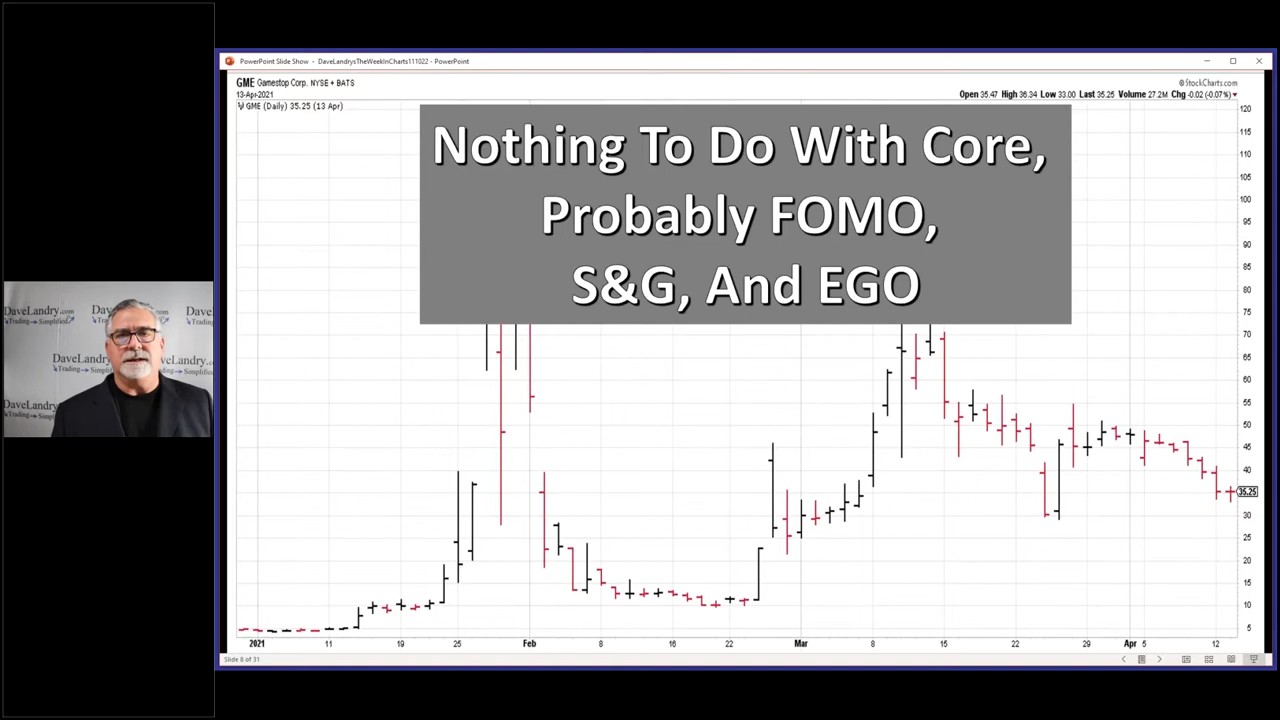 PowerPoint Slide Show - DaveLandrysTheWeekInCharts111022 - PowerPoint
GME Gamestop Corp. NYSE + BATS
© StockCharts.com
13-Apr-2021
Open 35.47 High 36.34 Low 33.00 Last 35.25 Volume 27.2M Chg -0.02 (-0.07%)
GME (Daily) 35.25 (13 Apr)
Nothing To Do With Core,
Probably FOMO,
S&G, And EGO
120
115
110
105
100
95
90
85
80
75
70
65
60
55
50
45
40
35.25
30
25
20
15
10
5
2021 11 19 25 Feb 8 16 22 Mar 8 15 22 29 Apr 5 12
Slide 8 of 31
DaveLandry.com
Trading Simplified
DaveLandry
Trading Simplified